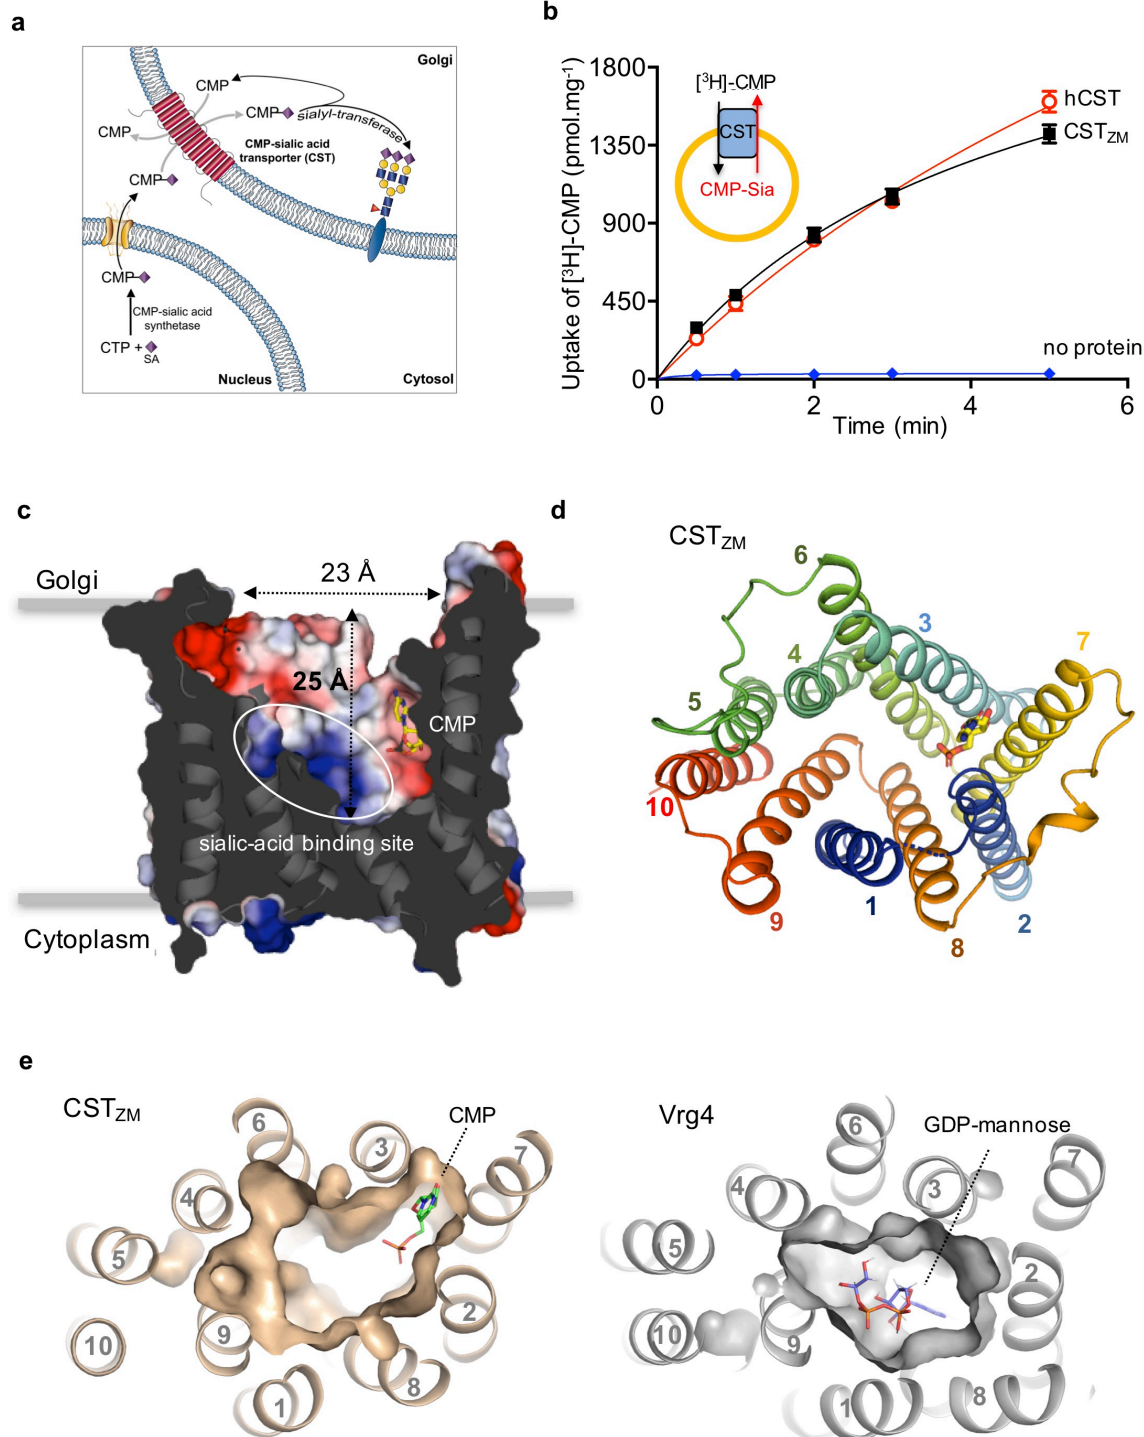 a
Golgi
CMP
CMP
sialyl-transferase
CMP
CMP-sialic acid
transporter (CST)
CMP
CMP
CMP-sialic acid
synthetase
CTP +
SA
Nucleus
Cytosol
b
Uptake of [³H]-CMP (pmol.mg⁻¹)
1800
1350
900
450
0
[³H]-CMP
CST
CMP-Sia
hCST
CST_ZM
no protein
0
2
4
6
Time (min)
c
Golgi
23 Å
25 Å
CMP
sialic-acid binding site
Cytoplasm
d
CST_ZM
6
3
7
4
5
10
9
1
8
2
e
CST_ZM
CMP
6
3
7
4
5
2
10
9
8
1
Vrg4
GDP-mannose
6
7
4
3
5
2
10
9
1
8